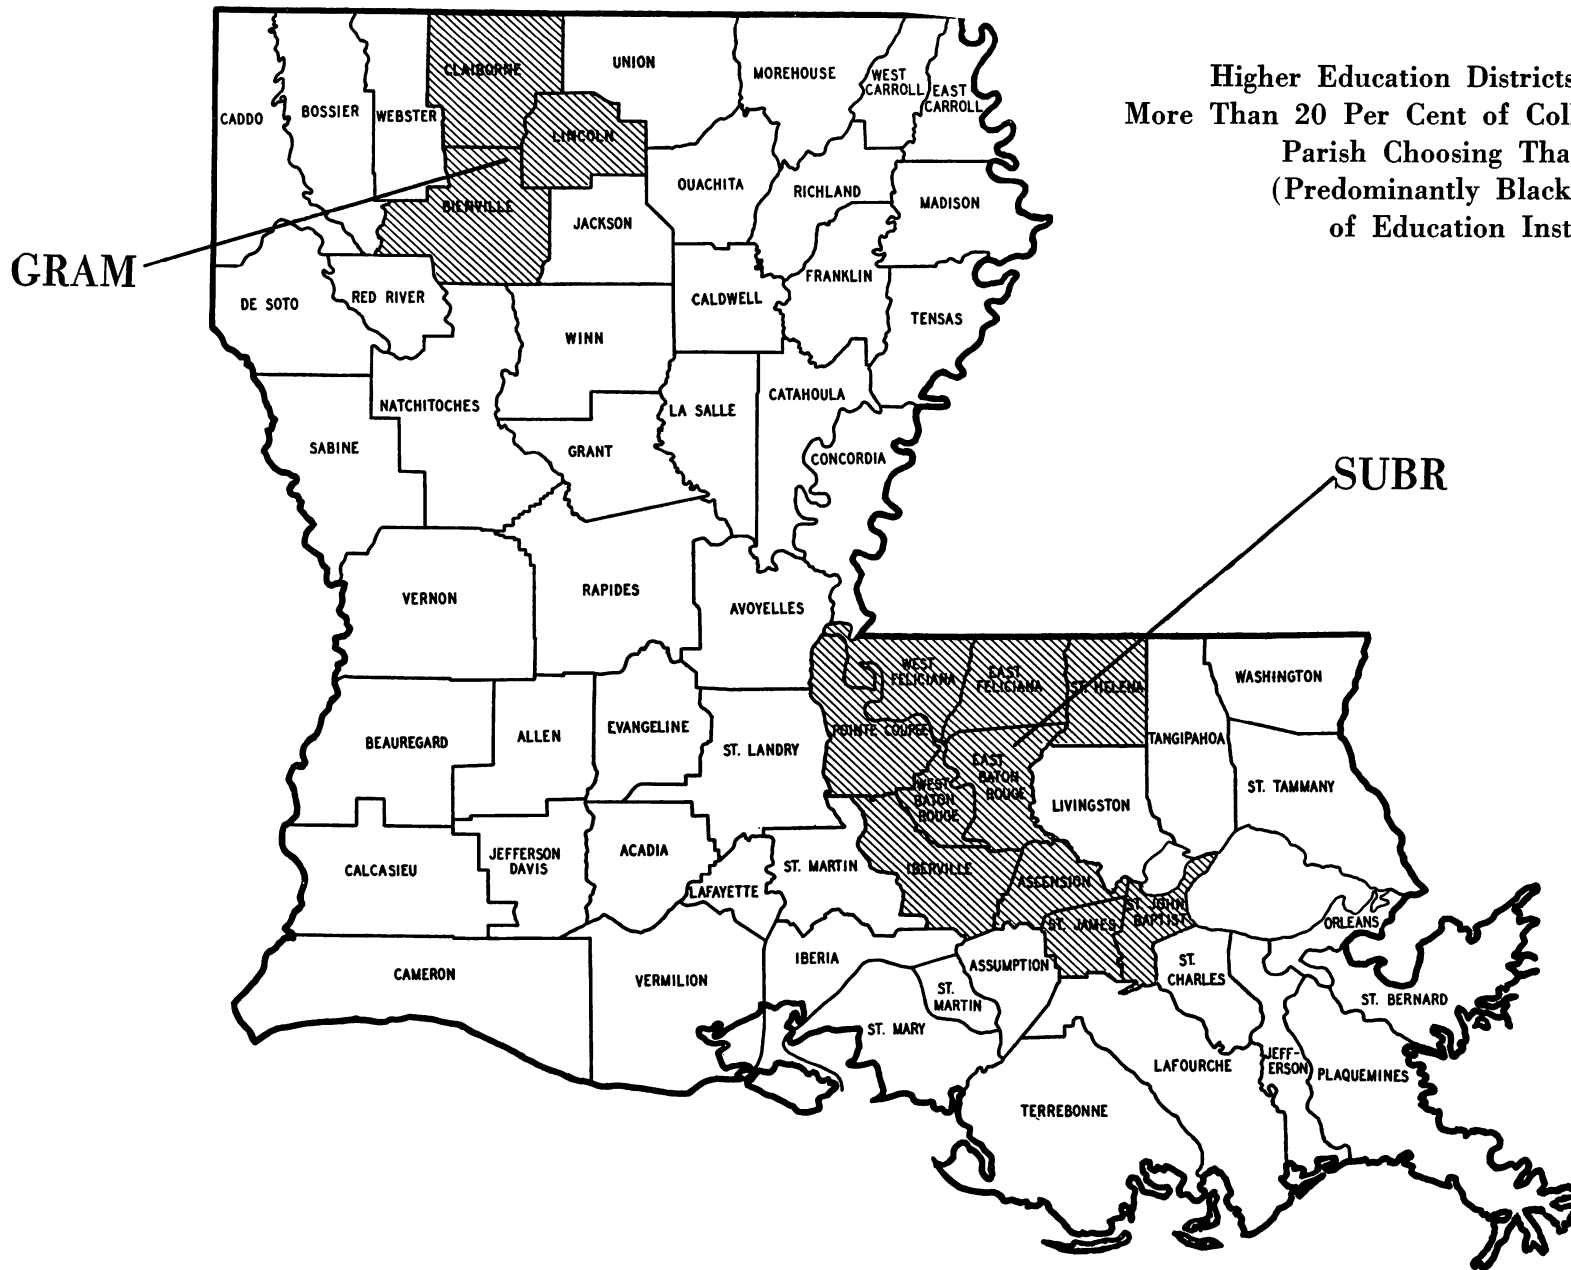 Higher Education Districts
More Than 20 Per Cent of Col
Parish Choosing Tha
(Predominantly Black
of Education Inst
GRAM
SUBR
CADDO
BOSSIER
WEBSTER
CLAIBORNE
LINCOLN
UNION
MOREHOUSE
WEST
CARROLL
EAST
CARROLL
BIENVILLE
JACKSON
OUACHITA
RICHLAND
MADISON
DE SOTO
RED RIVER
WINN
CALDWELL
FRANKLIN
TENSAS
NATCHITOCHES
SABINE
GRANT
LA SALLE
CATAHOULA
CONCORDIA
VERNON
RAPIDES
AVOYELLES
WEST
FELICIANA
EAST
FELICIANA
ST. HELENA
WASHINGTON
BEAUREGARD
ALLEN
EVANGELINE
ST. LANDRY
POINTE COUPEE
WEST
BATON
ROUGE
EAST
BATON
ROUGE
TANGIPAHOA
LIVINGSTON
ST. TAMMANY
CALCASIEU
JEFFERSON
DAVIS
ACADIA
LAFAYETTE
ST. MARTIN
IBERVILLE
ASCENSION
ST. JAMES
ST. JOHN
BAPTIST
ORLEANS
CAMERON
VERMILION
IBERIA
ASSUMPTION
ST.
MARTIN
ST. MARY
ST.
CHARLES
ST. BERNARD
LAFOURCHE
JEFF-
ERSON
PLAQUEMINES
TERREBONNE